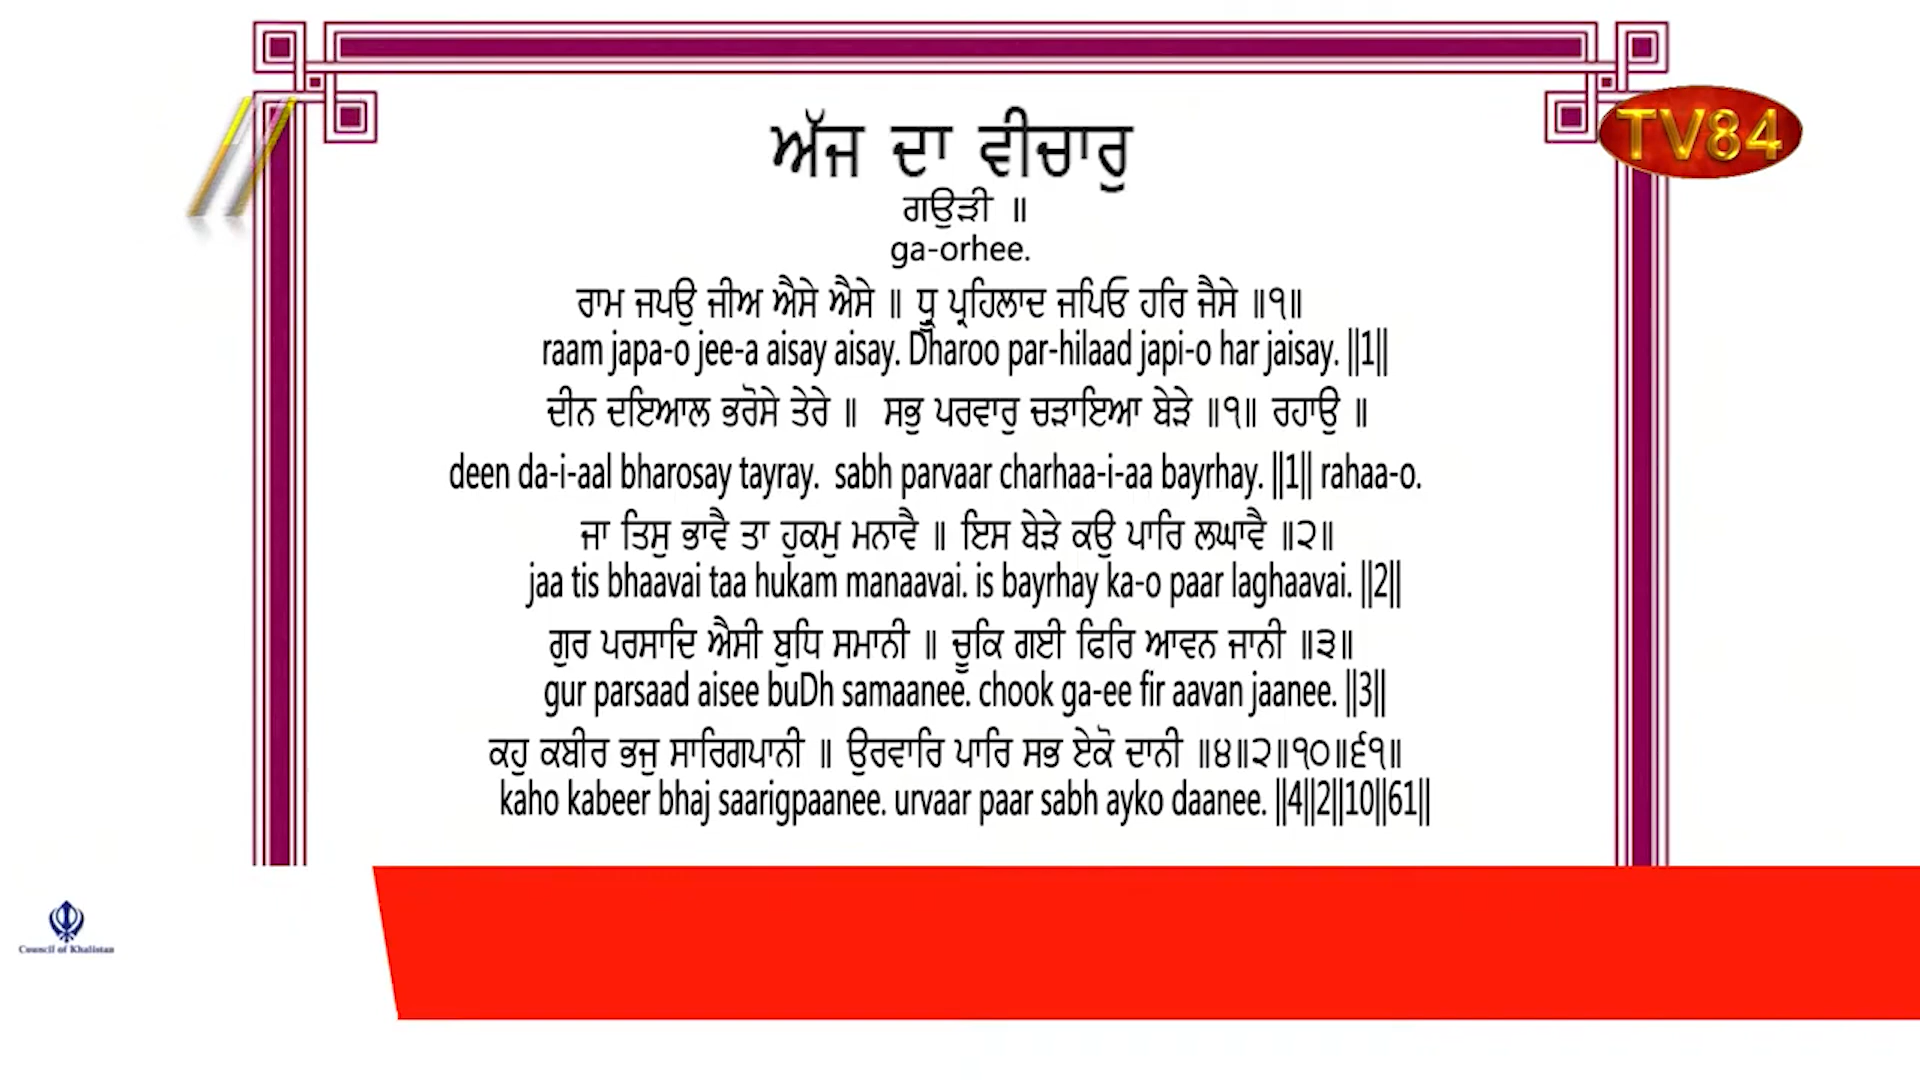 ਅੱਜ ਦਾ ਵੀਚਾਰੁ
TV84
ਗਉੜੀ ॥
ga-orhee.
ਰਾਮ ਜਪਉ ਜੀਅ ਐਸੇ ਐਸੇ ॥ ਧ੍ਰੂ ਪ੍ਰਹਿਲਾਦ ਜਪਿਓ ਹਰਿ ਜੈਸੇ ॥੧॥
raam japa-o jee-a aisay aisay. Dharoo par-hilaad japi-o har jaisay. ||1||
ਦੀਨ ਦਇਆਲ ਭਰੋਸੇ ਤੇਰੇ ॥ ਸਭੁ ਪਰਵਾਰੁ ਚੜਾਇਆ ਬੇੜੇ ॥੧॥ ਰਹਾਉ ॥
deen da-i-aal bharosay tayray. sabh parvaar charhaa-i-aa bayrhay. ||1|| rahaa-o.
ਜਾ ਤਿਸੁ ਭਾਵੈ ਤਾ ਹੁਕਮੁ ਮਨਾਵੈ ॥ ਇਸ ਬੇੜੇ ਕਉ ਪਾਰਿ ਲਘਾਵੈ ॥੨॥
jaa tis bhaavai taa hukam manaavai. is bayrhay ka-o paar laghaavai. ||2||
ਗੁਰ ਪਰਸਾਦਿ ਐਸੀ ਬੁਧਿ ਸਮਾਨੀ ॥ ਚੂਕਿ ਗਈ ਫਿਰਿ ਆਵਨ ਜਾਨੀ ॥੩॥
gur parsaad aisee buDh samaanee. chook ga-ee fir aavan jaanee. ||3||
ਕਹੁ ਕਬੀਰ ਭਜੁ ਸਾਰਿਗਪਾਨੀ ॥ ਉਰਵਾਰਿ ਪਾਰਿ ਸਭ ਏਕੋ ਦਾਨੀ ॥੪॥੨॥੧੦॥੬੧॥
kaho kabeer bhaj saarigpaanee. urvaar paar sabh ayko daanee. ||4||2||10||61||
Council of Khalistan